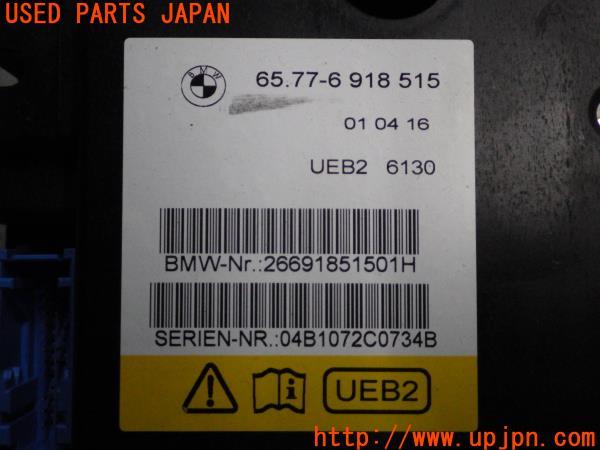 USED PARTS JAPAN
BMW
65.77-6 918 515
01 04 16
UEB2 6130
BMW-Nr.:26691851501H
SERIEN-NR.:04B1072C0734B
UEB2
http://www.upjpn.com